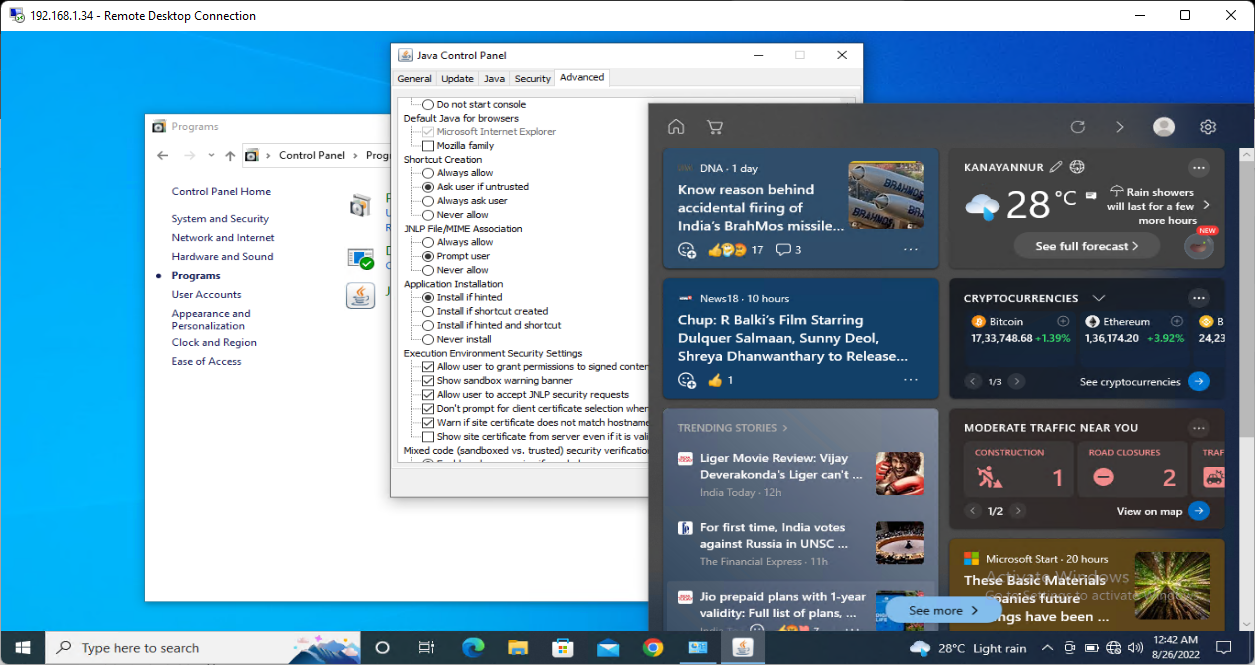 192.168.1.34 - Remote Desktop Connection
Java Control Panel
General Update Java Security Advanced
Do not start console
Default Java for browsers
Microsoft Internet Explorer
Mozilla family
Shortcut Creation
Always allow
Ask user if untrusted
Always ask user
Never allow
JNLP File/MIME Association
Always allow
Prompt user
Never allow
Application Installation
Install if hinted
Install if shortcut created
Install if hinted and shortcut
Never install
Execution Environment Security Settings
Allow user to grant permissions to signed conten
Show sandbox warning banner
Allow user to accept JNLP security requests
Don't prompt for client certificate selection when
Warn if site certificate does not match hostname
Show site certificate from server even if it is vali
Mixed code (sandboxed vs. trusted) security verificatio
Programs
Control Panel > Progr
Control Panel Home
System and Security
Network and Internet
Hardware and Sound
Programs
User Accounts
Appearance and
Personalization
Clock and Region
Ease of Access
DNA · 1 day
Know reason behind
accidental firing of
India's BrahMos missile...
BRAHMOS
17 3
News18 · 10 hours
Chup: R Balki's Film Starring
Dulquer Salmaan, Sunny Deol,
Shreya Dhanwanthary to Release...
1
TRENDING STORIES >
Liger Movie Review: Vijay
Deverakonda's Liger can't ...
India Today · 12h
For first time, India votes
against Russia in UNSC ...
The Financial Express · 11h
Jio prepaid plans with 1-year
validity: Full list of plans, ...
See more >
KANAYANNUR
28 °C
Rain showers
will last for a few
more hours
See full forecast >
NEW
CRYPTOCURRENCIES
Bitcoin Ethereum B
17,33,748.68 +1.39% 1,36,174.20 +3.92% 24,23
1/3 See cryptocurrencies
MODERATE TRAFFIC NEAR YOU
CONSTRUCTION ROAD CLOSURES TRAF
1 2
1/2 View on map
Microsoft Start · 20 hours
These Basic Materials
panies future
ngs have been ...
Activate Windows
Go to Settings to activate Windows.
Type here to search
28°C Light rain
12:42 AM
8/26/2022